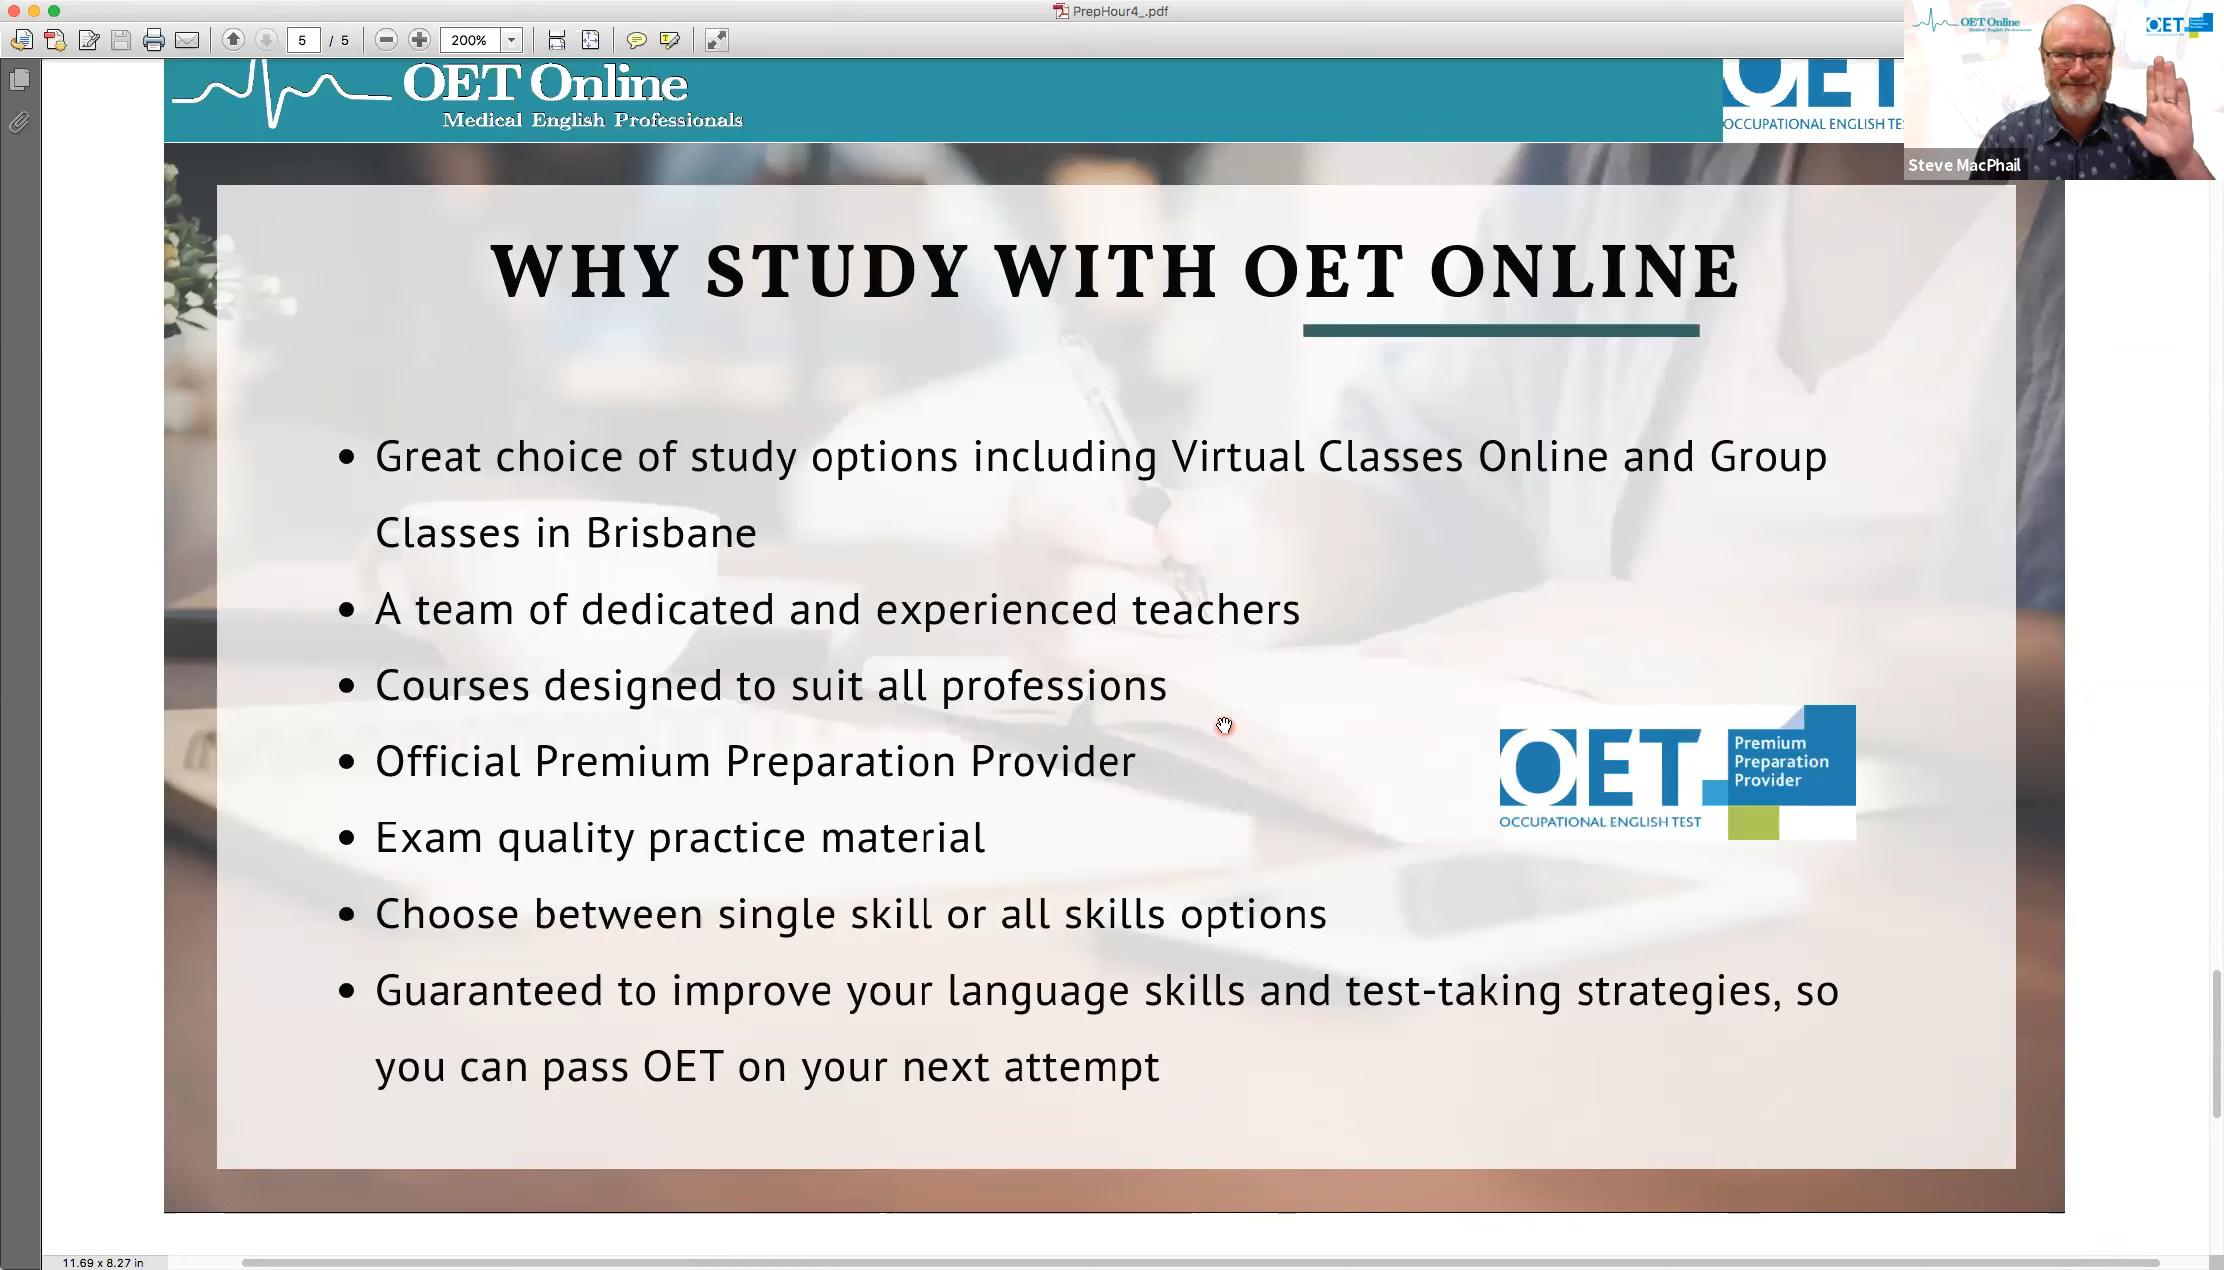 PrepHour4_.pdf
5 / 5
200%
OET Online
Medical English Professionals
OET
OCCUPATIONAL ENGLISH TE
OET Online
OET
Steve MacPhail
WHY STUDY WITH OET ONLINE
• Great choice of study options including Virtual Classes Online and Group
Classes in Brisbane
• A team of dedicated and experienced teachers
• Courses designed to suit all professions
• Official Premium Preparation Provider
• Exam quality practice material
• Choose between single skill or all skills options
• Guaranteed to improve your language skills and test-taking strategies, so
you can pass OET on your next attempt
OET
Premium
Preparation
Provider
OCCUPATIONAL ENGLISH TEST
11.69 x 8.27 in